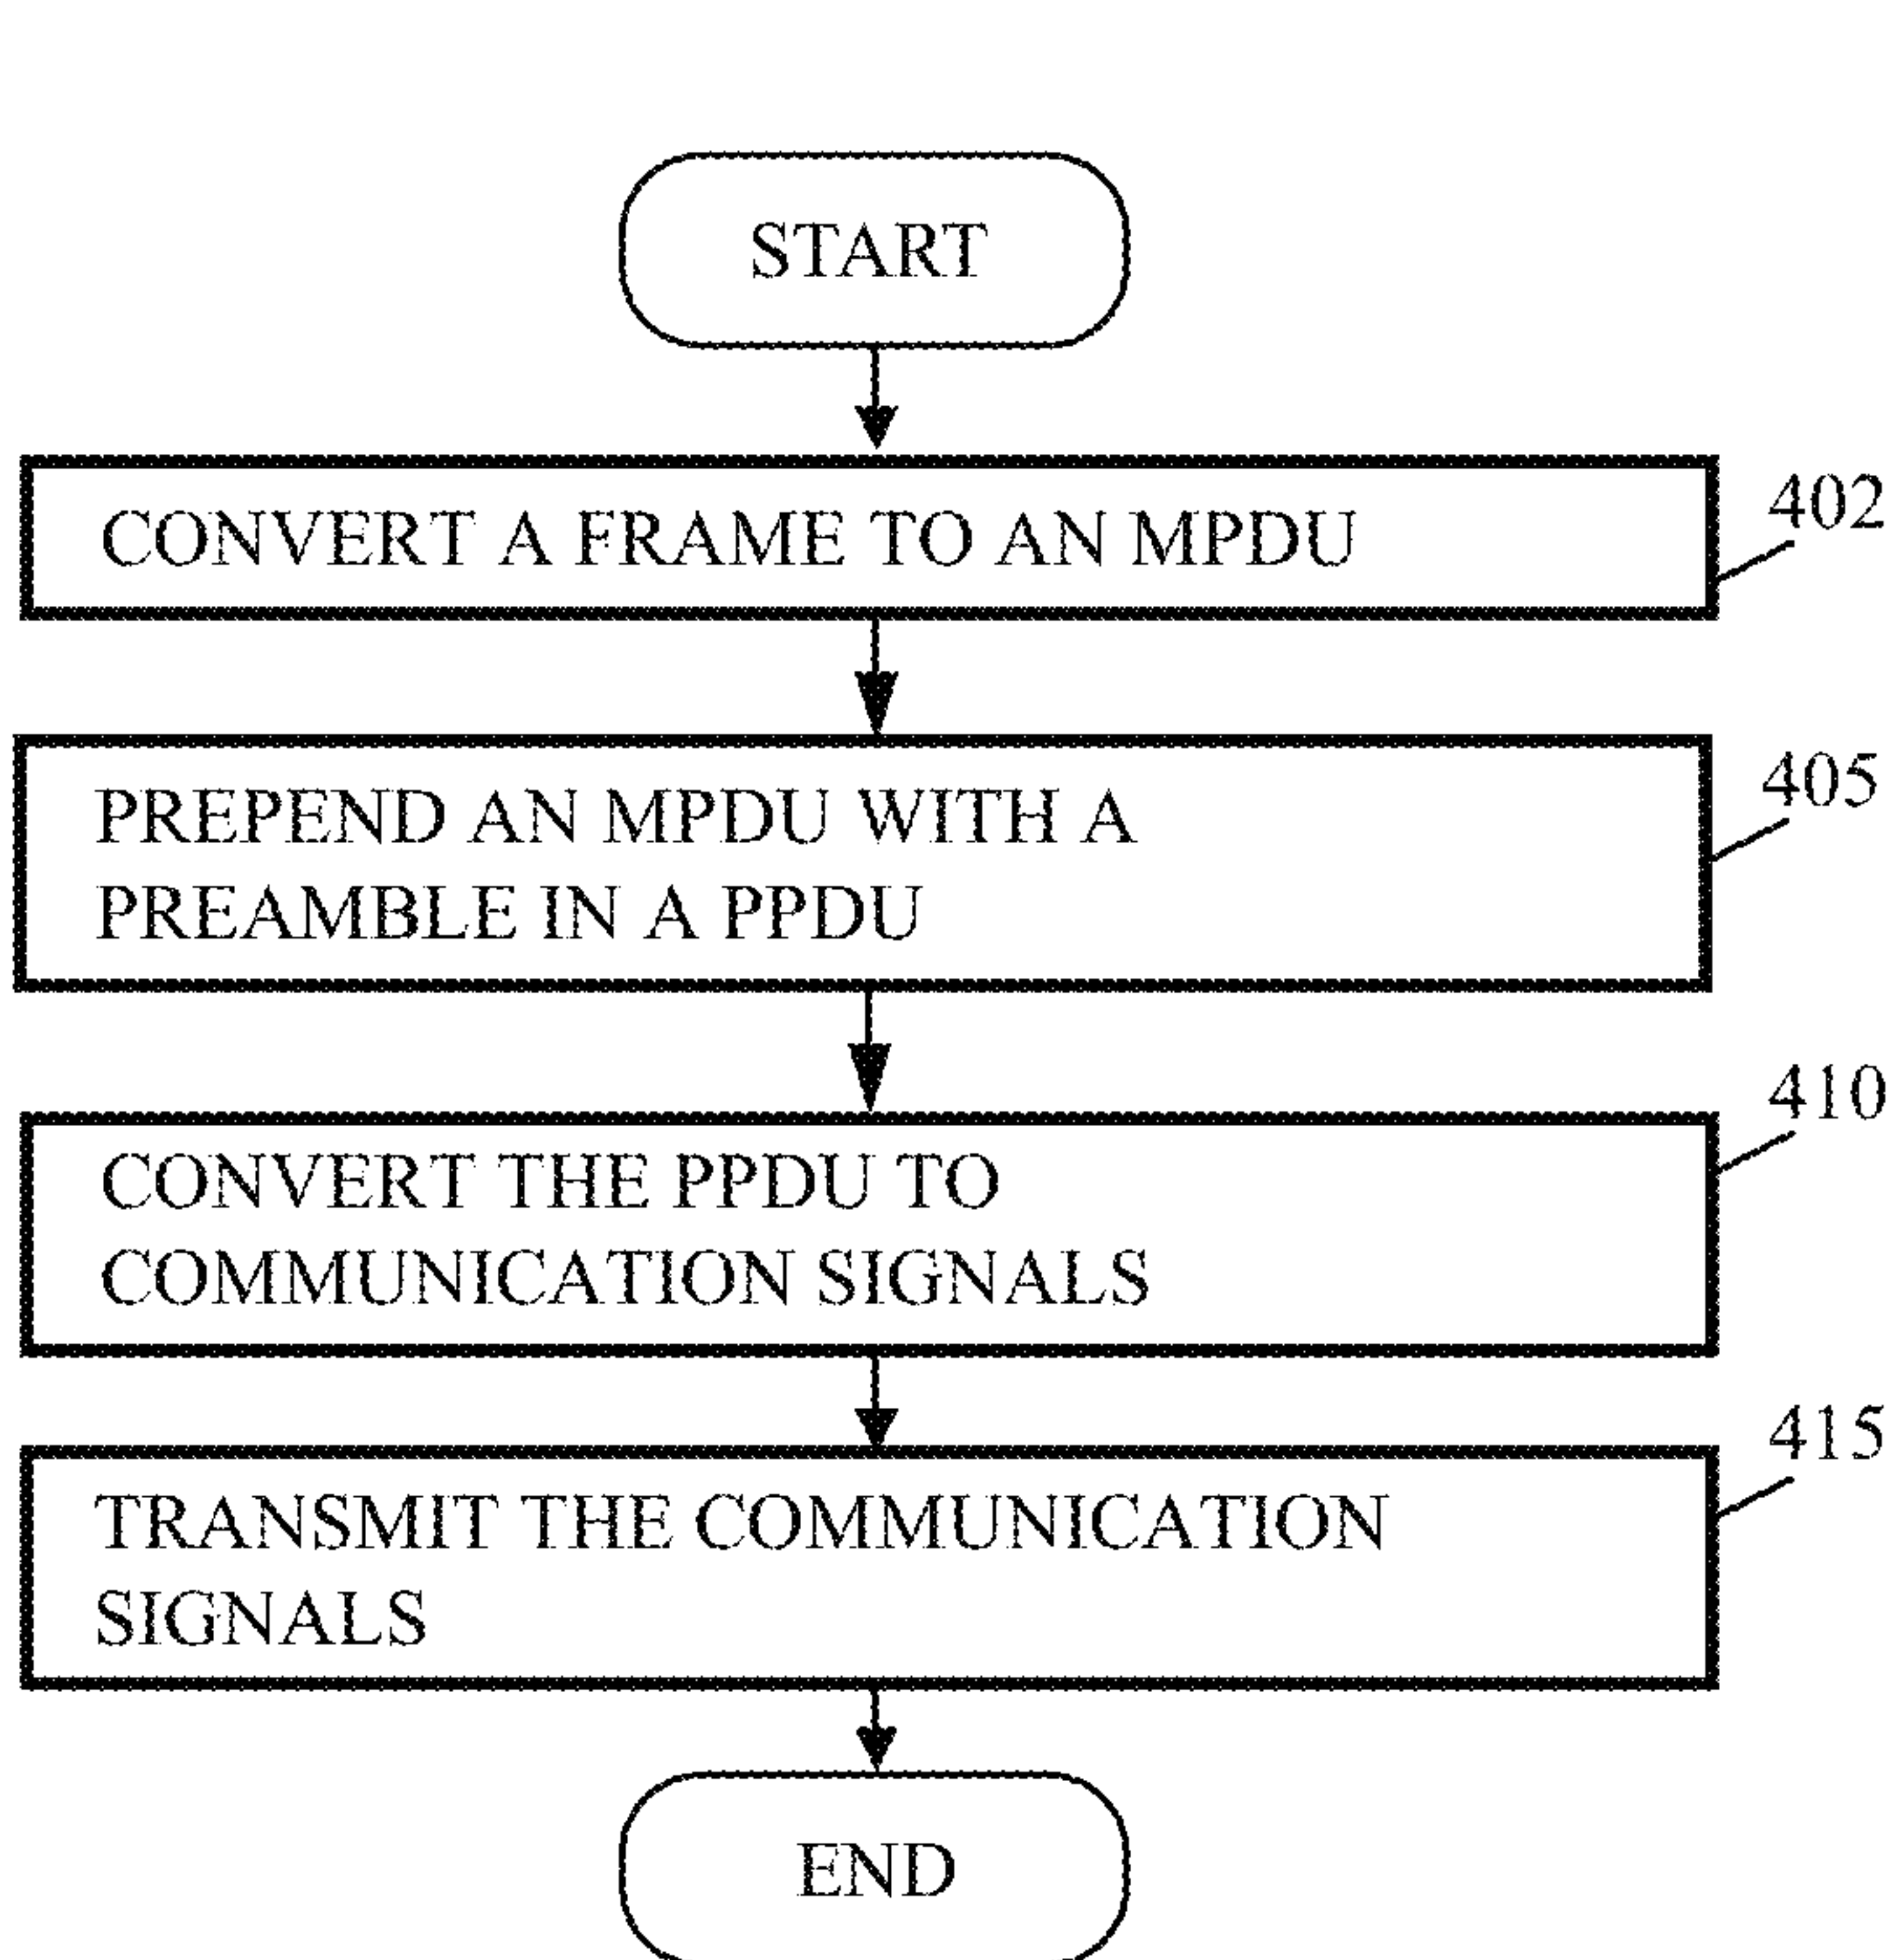 START
CONVERT A FRAME TO AN MPDU
402
PREPEND AN MPDU WITH A
PREAMBLE IN A PPDU
405
CONVERT THE PPDU TO
COMMUNICATION SIGNALS
410
TRANSMIT THE COMMUNICATION
SIGNALS
415
END